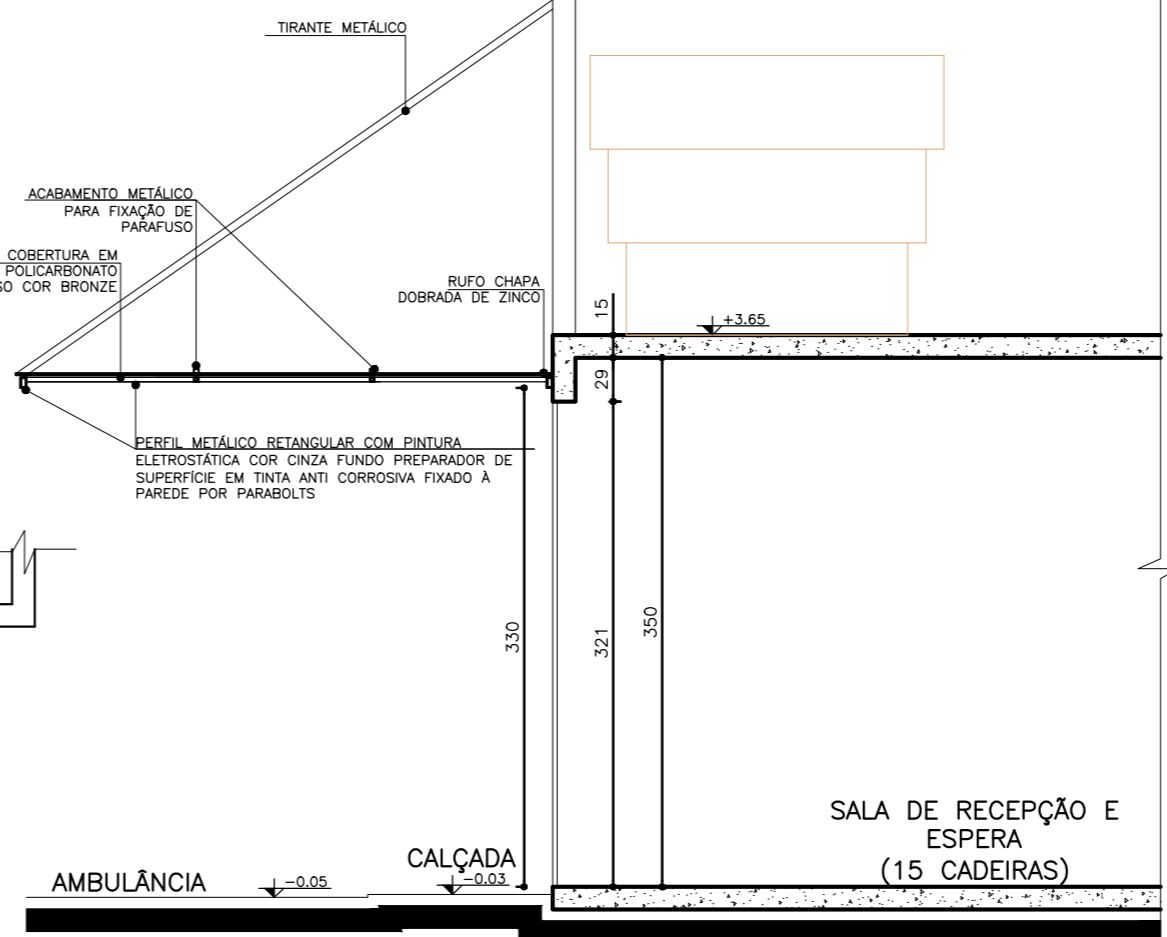 TIRANTE METÁLICO
ACABAMENTO METÁLICO
PARA FIXAÇÃO DE
PARAFUSO
COBERTURA EM
POLICARBONATO
COR BRONZE
RUFO CHAPA
DOBRADA DE ZINCO
15
+3.65
29
PERFIL METÁLICO RETANGULAR COM PINTURA
ELETROSTÁTICA COR CINZA FUNDO PREPARADOR DE
SUPERFÍCIE EM TINTA ANTI CORROSIVA FIXADO À
PAREDE POR PARABOLTS
330
321
350
SALA DE RECEPÇÃO E
ESPERA
(15 CADEIRAS)
CALÇADA
-0.03
AMBULÂNCIA
-0.05